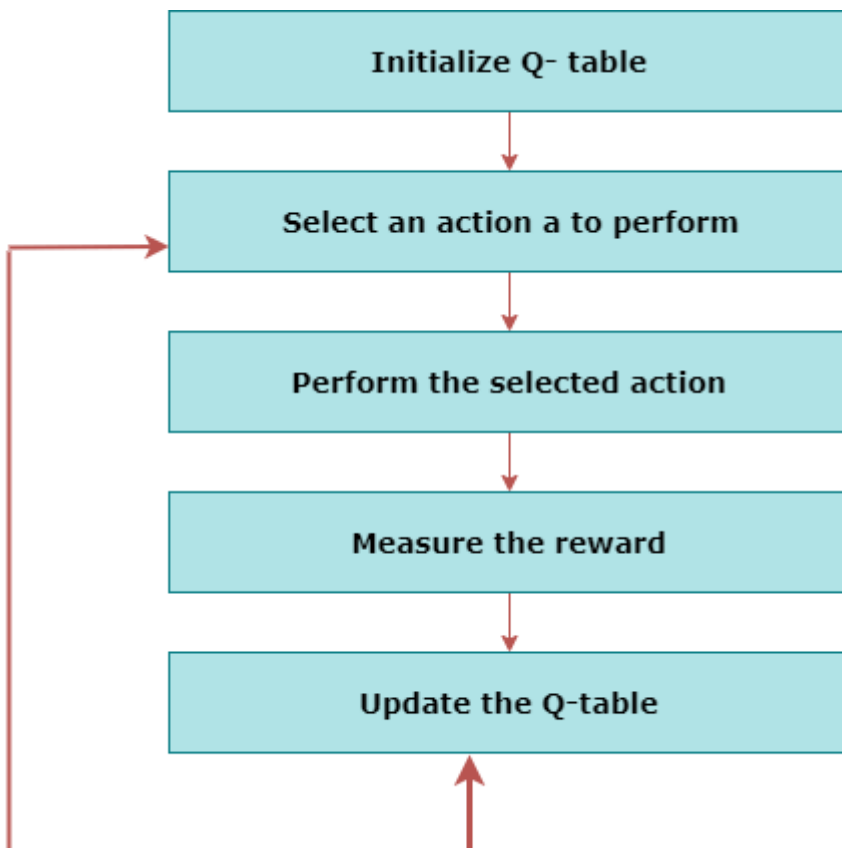 Initialize Q- table
Select an action a to perform
Perform the selected action
Measure the reward
Update the Q-table